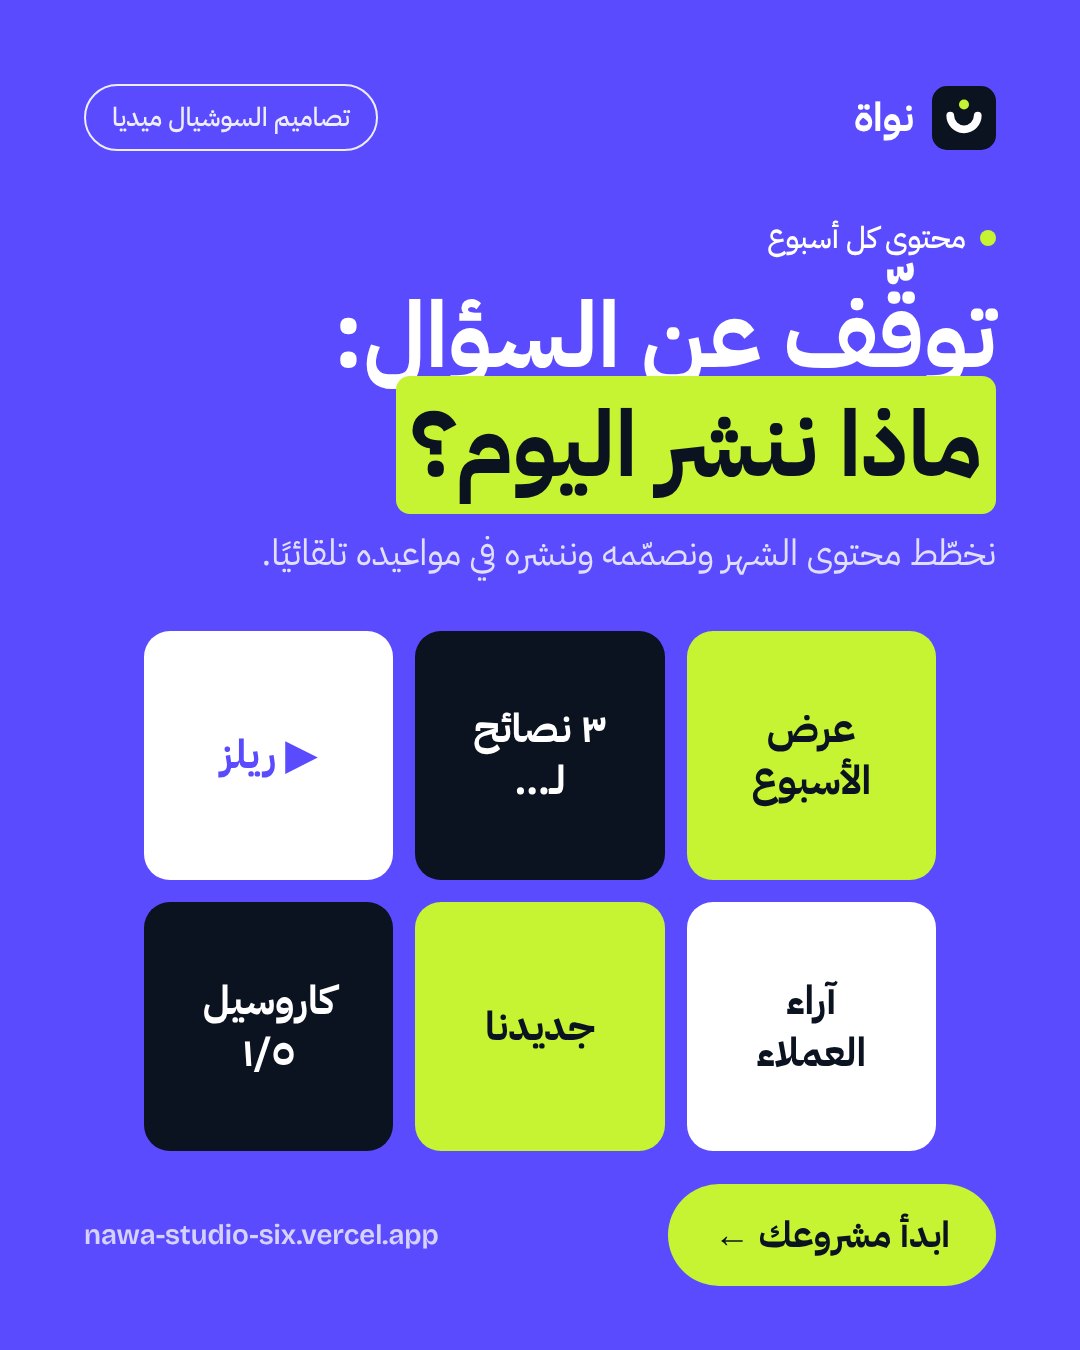 نواة
تصاميم السوشيال ميديا
محتوى كل أسبوع
توقّف عن السؤال:
ماذا ننشر اليوم؟
نخطّط محتوى الشهر ونصمّمه وننشره في مواعيده تلقائيًا.
عرض
الأسبوع
٣ نصائح
لـ...
▶ ريلز
آراء
العملاء
جديدنا
كاروسيل
١/٥
ابدأ مشروعك ←
nawa-studio-six.vercel.app